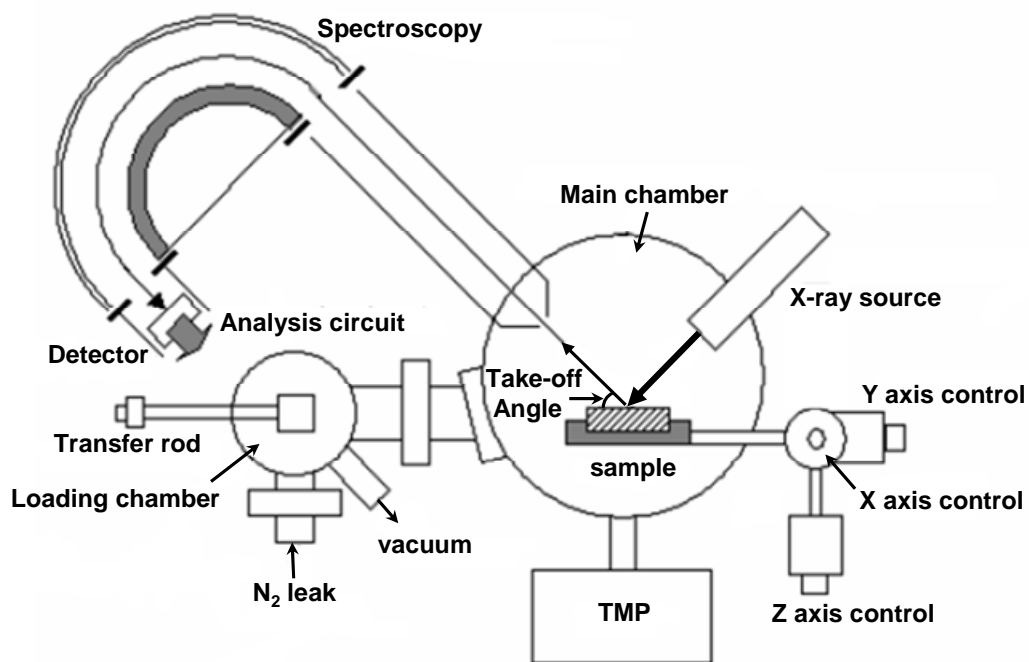 Spectroscopy
Main chamber
X-ray source
Analysis circuit
Detector
Take-off
Angle
Y axis control
Transfer rod
sample
Loading chamber
X axis control
vacuum
N₂ leak
TMP
Z axis control